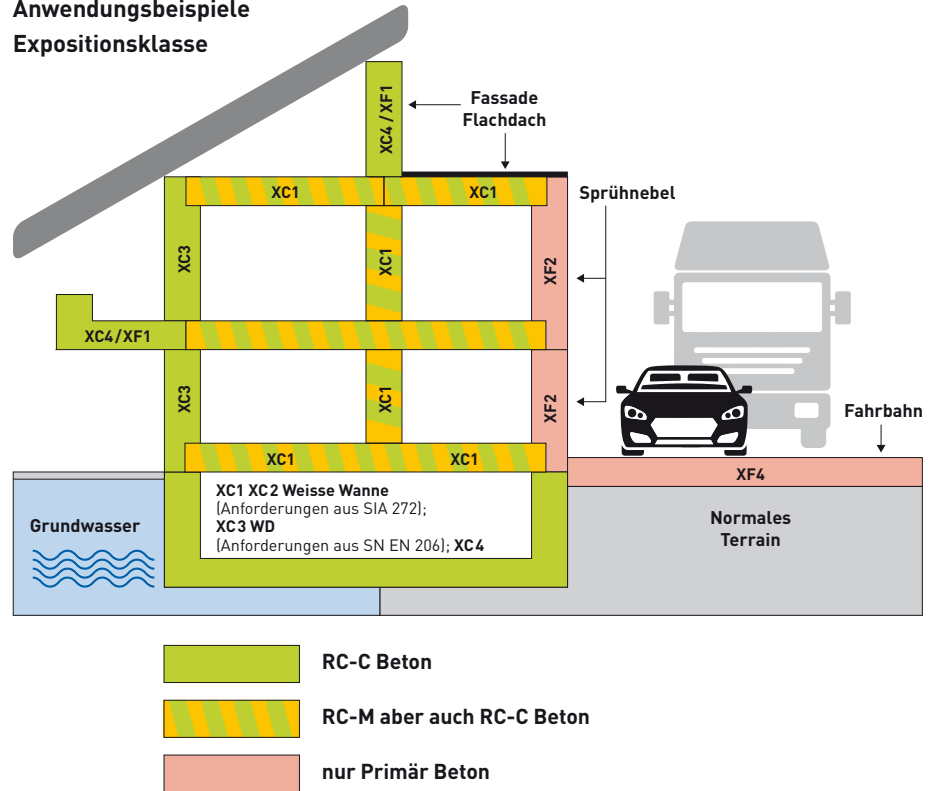 Anwendungsbeispiele
Expositionsklasse
XC4/XF1
Fassade
Flachdach
XC1
XC1
Sprühnebel
XC3
XC1
XF2
XC4/XF1
XC3
XC1
XF2
Fahrbahn
XC1
XC1
XF4
XC1 XC2 Weisse Wanne
(Anforderungen aus SIA 272);
XC3 WD
(Anforderungen aus SN EN 206); XC4
Grundwasser
Normales
Terrain
RC-C Beton
RC-M aber auch RC-C Beton
nur Primär Beton